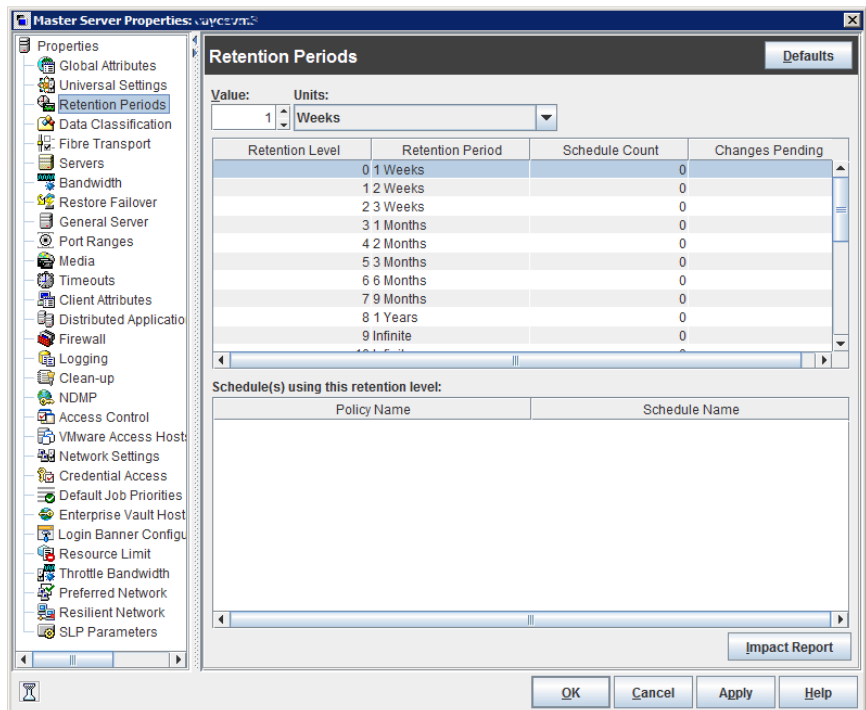 Master Server Properties:
Properties
Global Attributes
Universal Settings
Retention Periods
Data Classification
Fibre Transport
Servers
Bandwidth
Restore Failover
General Server
Port Ranges
Media
Timeouts
Client Attributes
Distributed Applicatio
Firewall
Logging
Clean-up
NDMP
Access Control
VMware Access Hosts
Network Settings
Credential Access
Default Job Priorities
Enterprise Vault Host
Login Banner Configu
Resource Limit
Throttle Bandwidth
Preferred Network
Resilient Network
SLP Parameters
Retention Periods
Defaults
Value: Units:
1 Weeks
Retention Level Retention Period Schedule Count Changes Pending
0 1 Weeks 0
1 2 Weeks 0
2 3 Weeks 0
3 1 Months 0
4 2 Months 0
5 3 Months 0
6 6 Months 0
7 9 Months 0
8 1 Years 0
9 Infinite 0
Schedule(s) using this retention level:
Policy Name Schedule Name
Impact Report
OK Cancel Apply Help